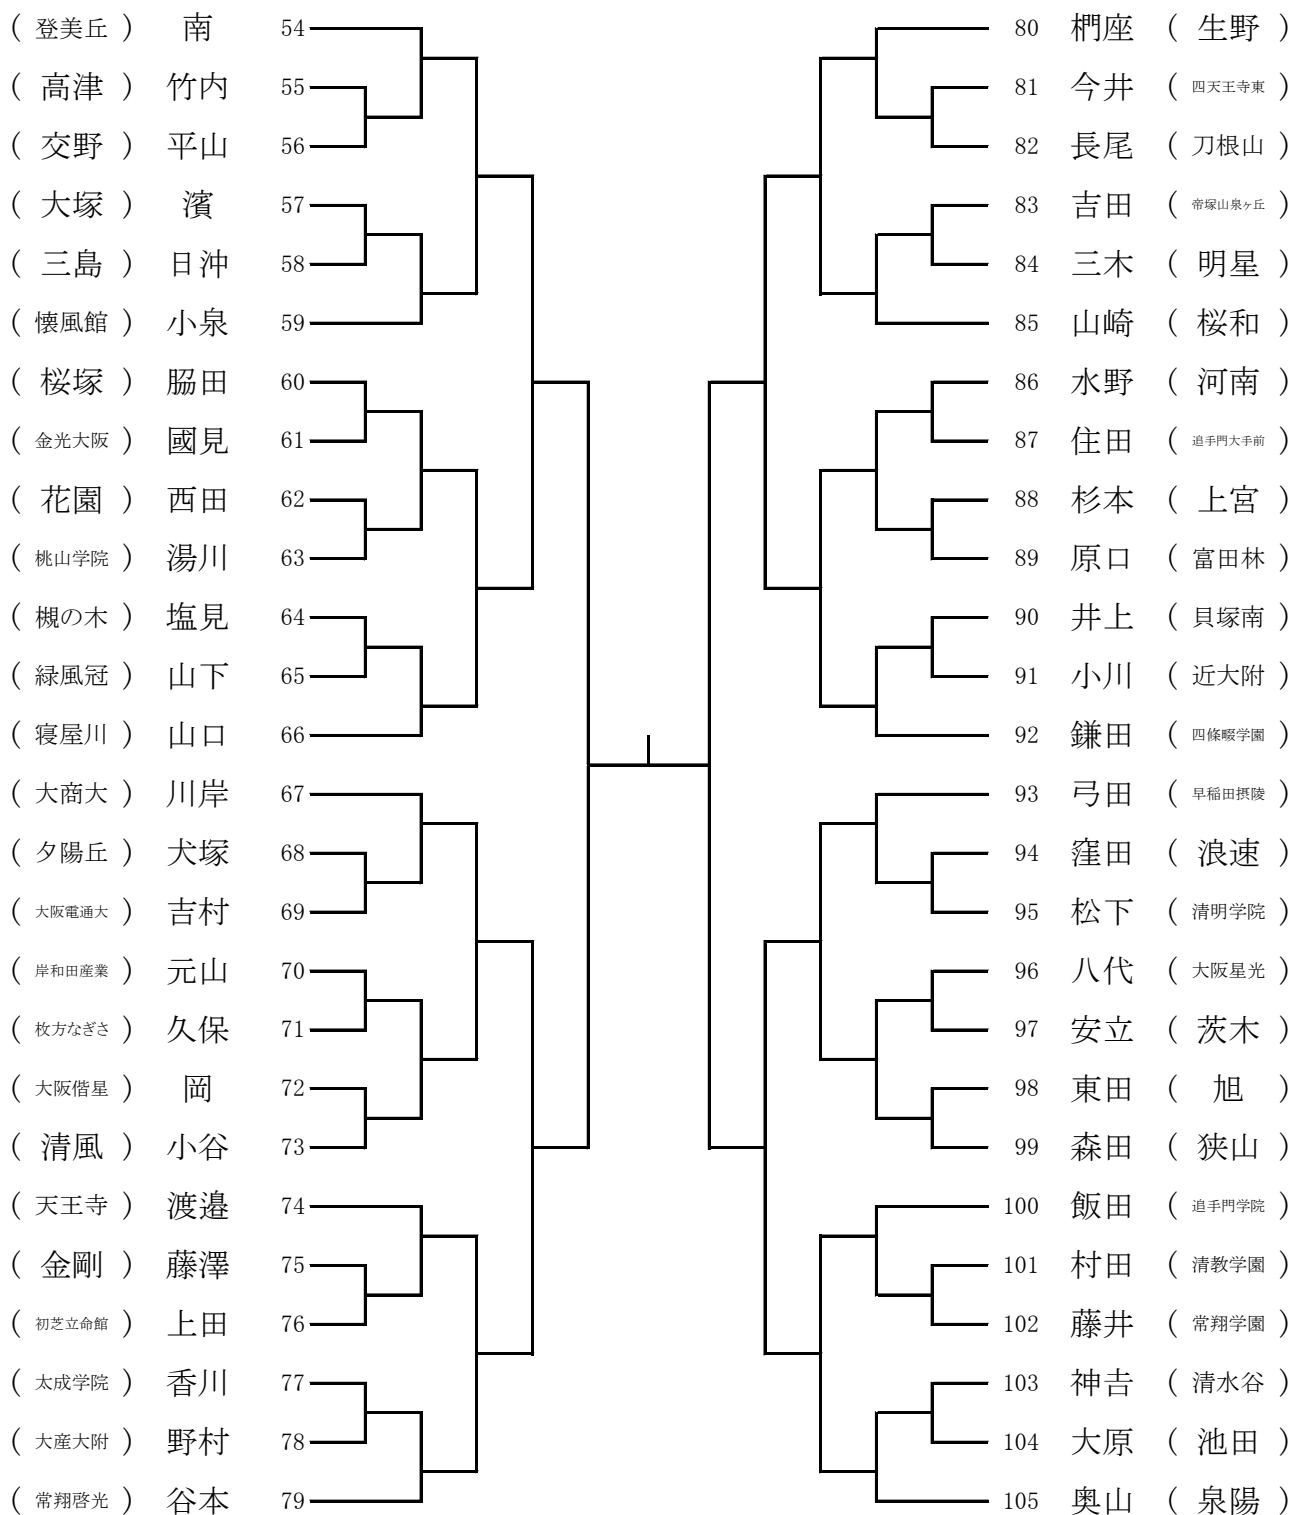 ( 登美丘 ) 南 54
( 高津 ) 竹内 55
( 交野 ) 平山 56
( 大塚 ) 濱 57
( 三島 ) 日沖 58
( 懐風館 ) 小泉 59
( 桜塚 ) 脇田 60
( 金光大阪 ) 國見 61
( 花園 ) 西田 62
( 桃山学院 ) 湯川 63
( 槻の木 ) 塩見 64
( 緑風冠 ) 山下 65
( 寝屋川 ) 山口 66
( 大商大 ) 川岸 67
( 夕陽丘 ) 犬塚 68
( 大阪電通大 ) 吉村 69
( 岸和田産業 ) 元山 70
( 枚方なぎさ ) 久保 71
( 大阪偕星 ) 岡 72
( 清風 ) 小谷 73
( 天王寺 ) 渡邉 74
( 金剛 ) 藤澤 75
( 初芝立命館 ) 上田 76
( 太成学院 ) 香川 77
( 大産大附 ) 野村 78
( 常翔啓光 ) 谷本 79
80 椚座 ( 生野 )
81 今井 ( 四天王寺東 )
82 長尾 ( 刀根山 )
83 吉田 ( 帝塚山泉ヶ丘 )
84 三木 ( 明星 )
85 山崎 ( 桜和 )
86 水野 ( 河南 )
87 住田 ( 追手門大手前 )
88 杉本 ( 上宮 )
89 原口 ( 富田林 )
90 井上 ( 貝塚南 )
91 小川 ( 近大附 )
92 鎌田 ( 四條畷学園 )
93 弓田 ( 早稲田摂陵 )
94 窪田 ( 浪速 )
95 松下 ( 清明学院 )
96 八代 ( 大阪星光 )
97 安立 ( 茨木 )
98 東田 ( 旭 )
99 森田 ( 狭山 )
100 飯田 ( 追手門学院 )
101 村田 ( 清教学園 )
102 藤井 ( 常翔学園 )
103 神𠮷 ( 清水谷 )
104 大原 ( 池田 )
105 奥山 ( 泉陽 )